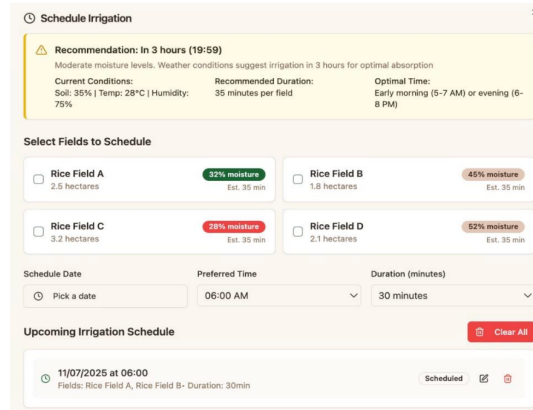 Schedule Irrigation
Recommendation: In 3 hours (19:59)
Moderate moisture levels. Weather conditions suggest irrigation in 3 hours for optimal absorption
Current Conditions:
Soil: 35% | Temp: 28°C | Humidity:
75%
Recommended Duration:
35 minutes per field
Optimal Time:
Early morning (5-7 AM) or evening (6-
8 PM)
Select Fields to Schedule
Rice Field A
32% moisture
2.5 hectares
Est. 35 min
Rice Field B
45% moisture
1.8 hectares
Est. 35 min
Rice Field C
28% moisture
3.2 hectares
Est. 35 min
Rice Field D
52% moisture
2.1 hectares
Est. 35 min
Schedule Date
Preferred Time
Duration (minutes)
Pick a date
06:00 AM
30 minutes
Upcoming Irrigation Schedule
Clear All
11/07/2025 at 06:00
Fields: Rice Field A, Rice Field B• Duration: 30min
Scheduled